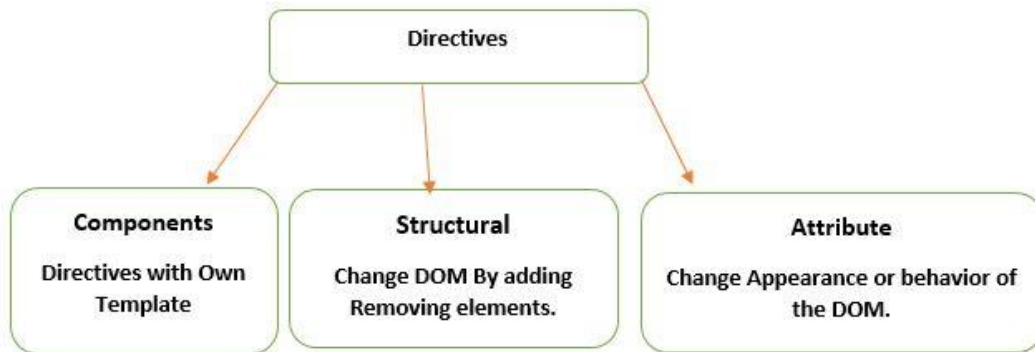 Directives
Components
Directives with Own
Template
Structural
Change DOM By adding
Removing elements.
Attribute
Change Appearance or behavior of
the DOM.